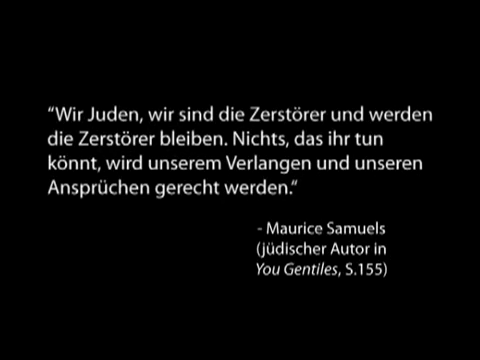 “Wir Juden, wir sind die Zerstörer und werden
die Zerstörer bleiben. Nichts, das ihr tun
könnt, wird unserem Verlangen und unseren
Ansprüchen gerecht werden.“
- Maurice Samuels
(jüdischer Autor in
You Gentiles, S.155)